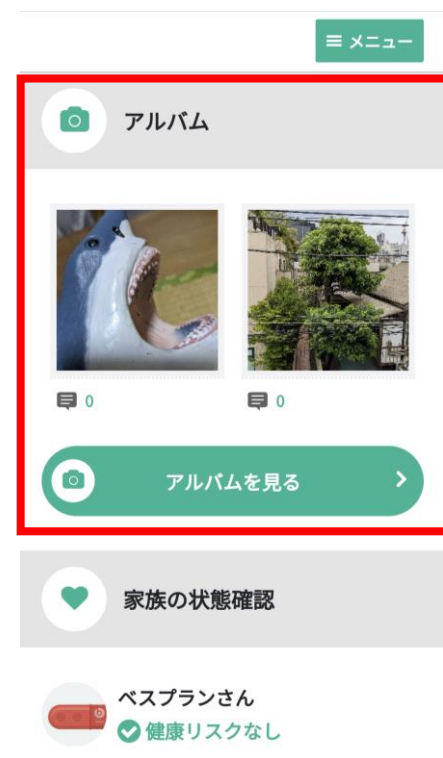 メニュー
アルバム
0
0
アルバムを見る
家族の状態確認
ベスプランさん
健康リスクなし